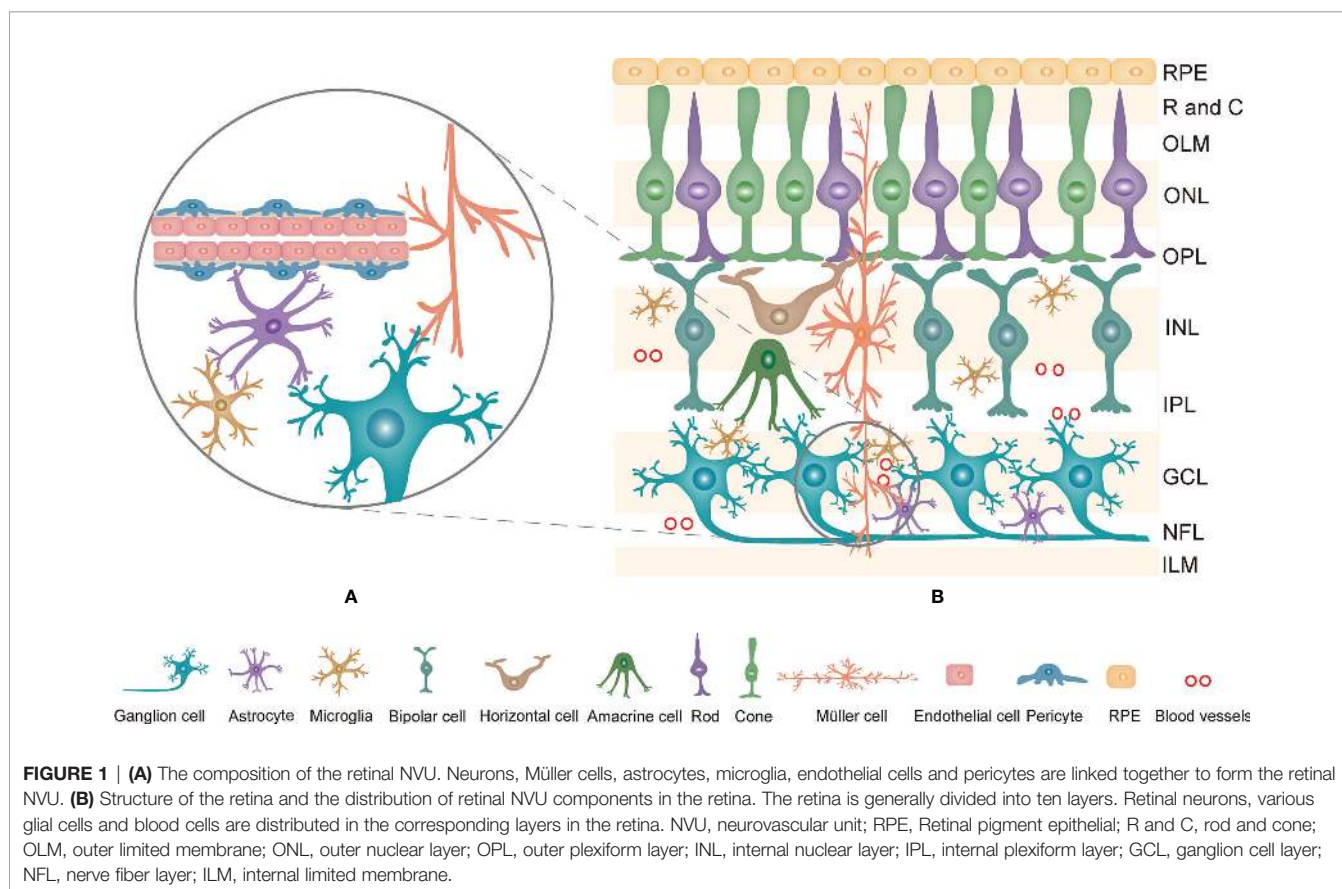 RPE
R and C
OLM
ONL
OPL
INL
IPL
GCL
NFL
ILM
A
B
Ganglion cell
Astrocyte
Microglia
Bipolar cell
Horizontal cell
Amacrine cell
Rod
Cone
Müller cell
Endothelial cell
Pericyte
RPE
Blood vessels
FIGURE 1 | (A) The composition of the retinal NVU. Neurons, Müller cells, astrocytes, microglia, endothelial cells and pericytes are linked together to form the retinal
NVU. (B) Structure of the retina and the distribution of retinal NVU components in the retina. The retina is generally divided into ten layers. Retinal neurons, various
glial cells and blood cells are distributed in the corresponding layers in the retina. NVU, neurovascular unit; RPE, Retinal pigment epithelial; R and C, rod and cone;
OLM, outer limited membrane; ONL, outer nuclear layer; OPL, outer plexiform layer; INL, internal nuclear layer; IPL, internal plexiform layer; GCL, ganglion cell layer;
NFL, nerve fiber layer; ILM, internal limited membrane.